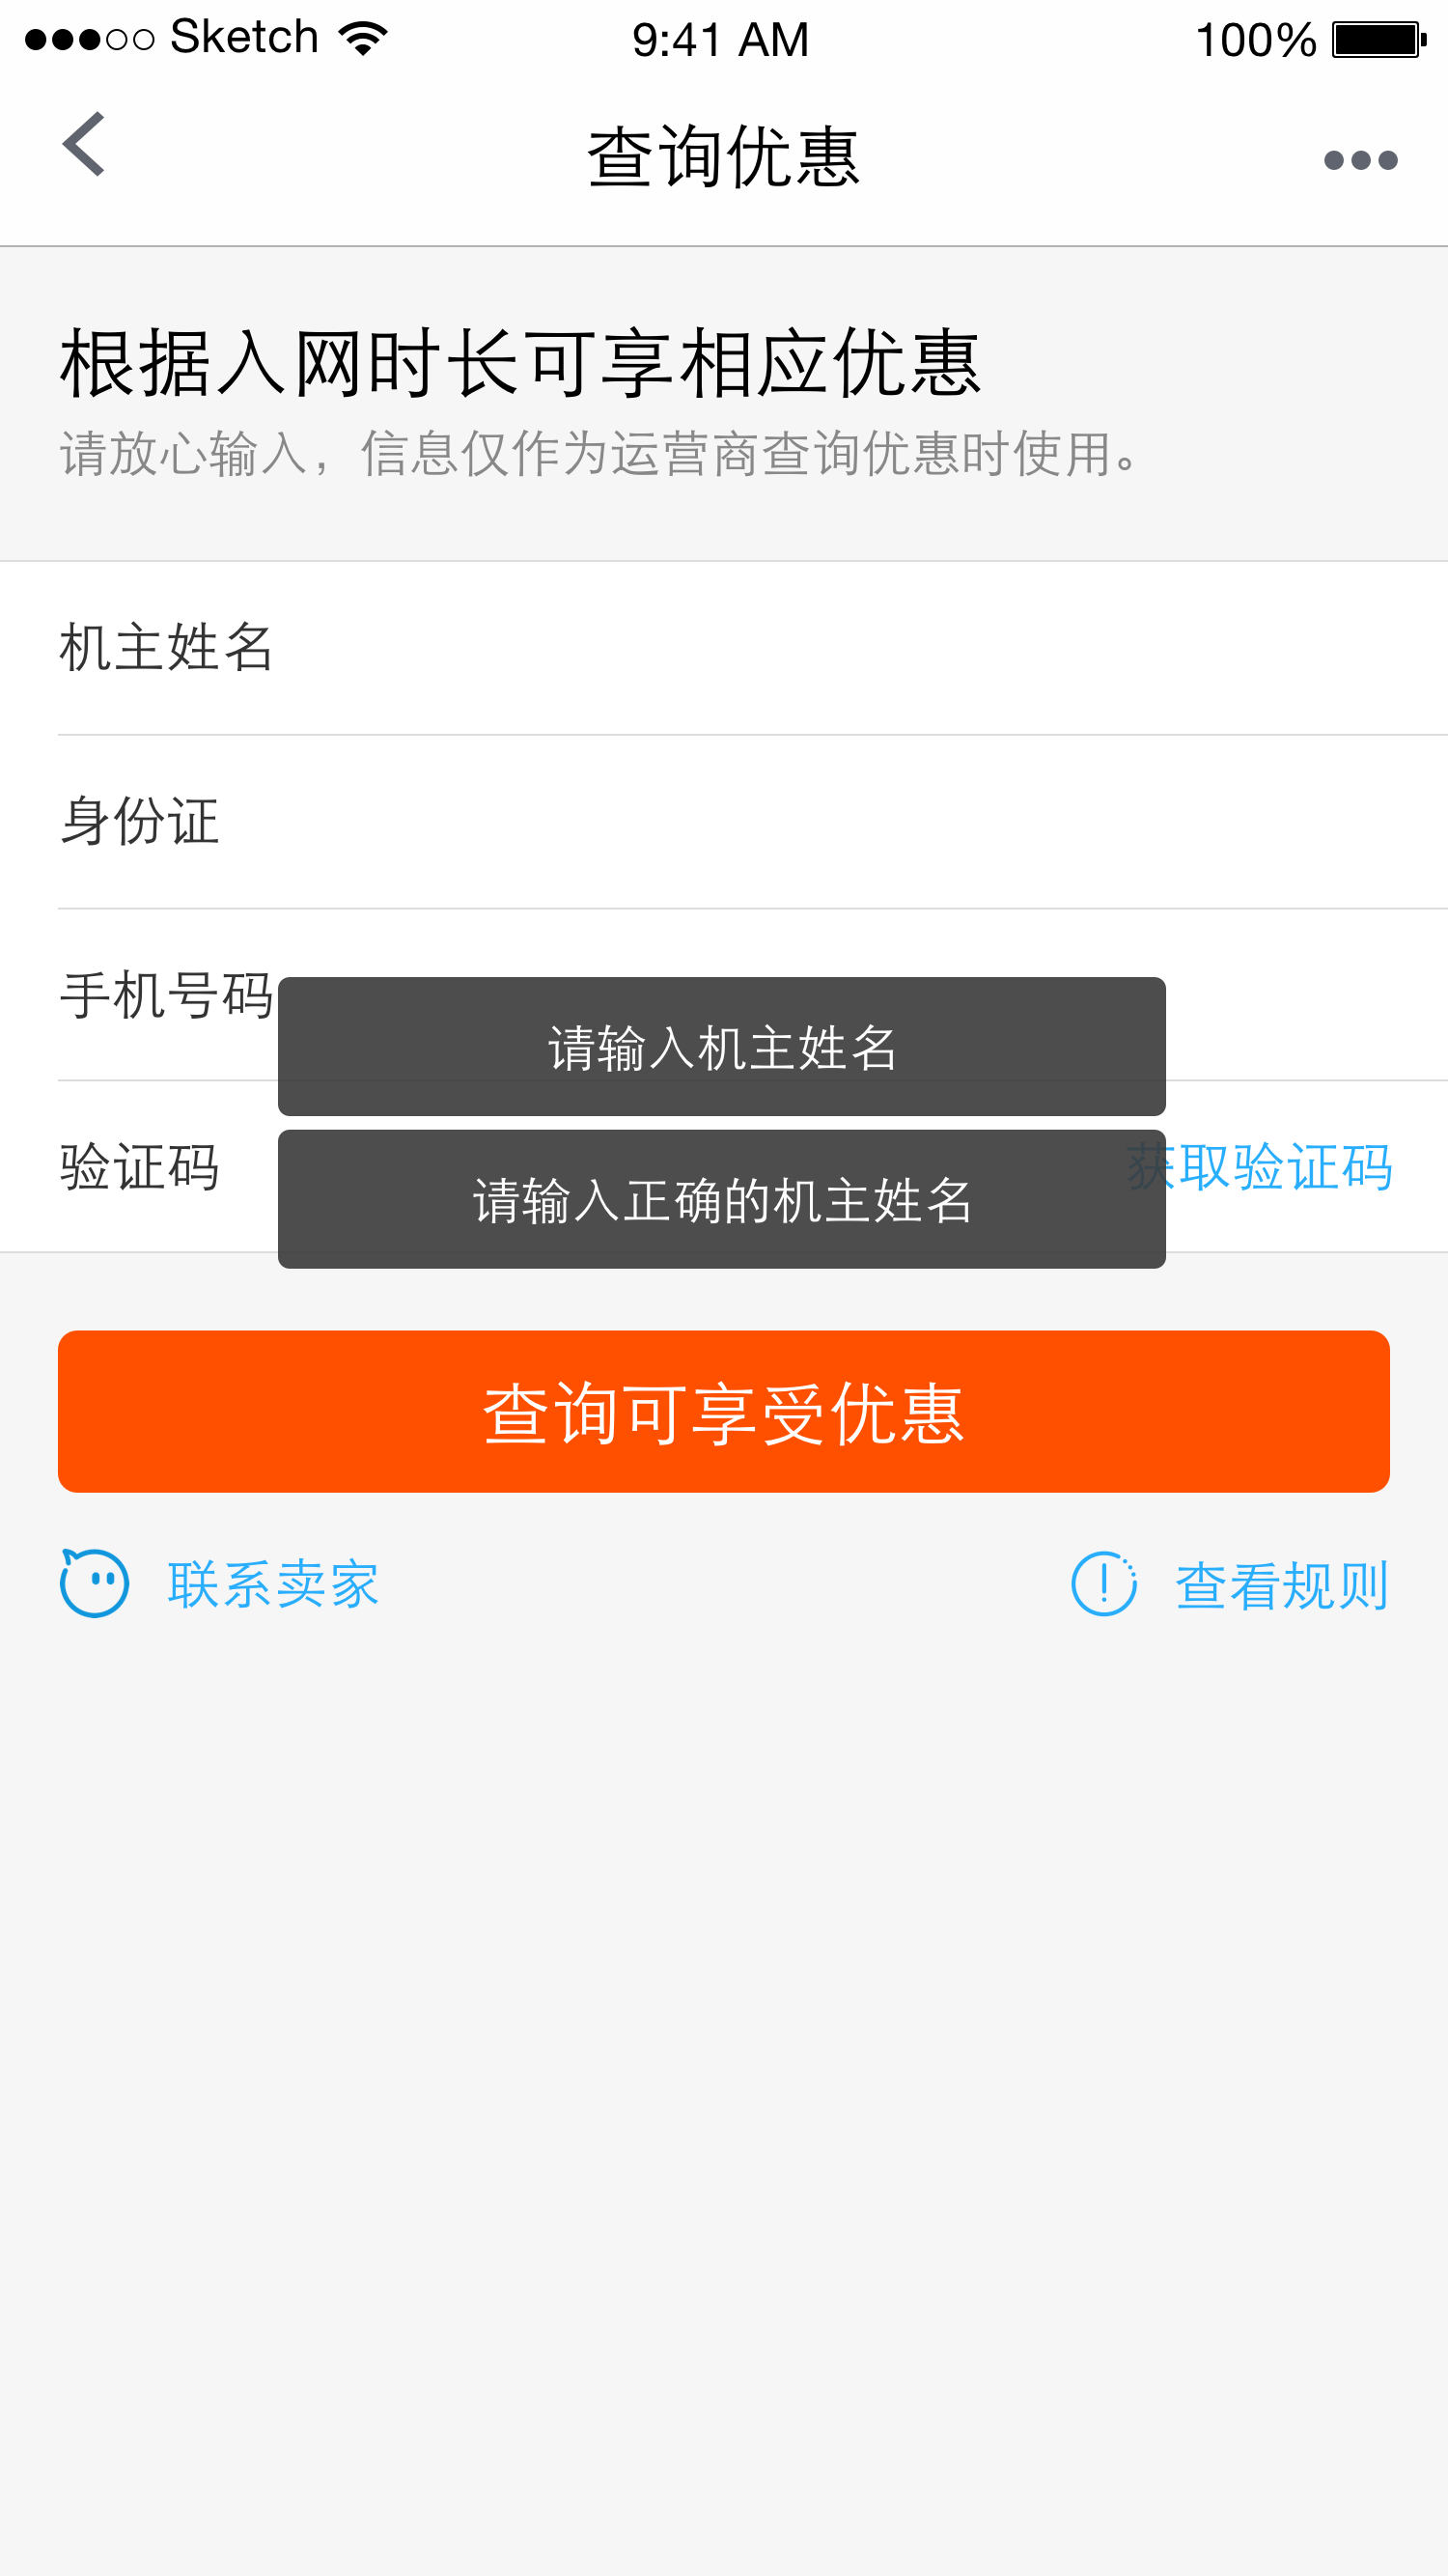 Sketch 9:41 AM 100%
查询优惠
根据入网时长可享相应优惠
请放心输入，信息仅作为运营商查询优惠时使用。
机主姓名
身份证
手机号码
请输入机主姓名
验证码 获取验证码
请输入正确的机主姓名
查询可享受优惠
联系卖家 查看规则